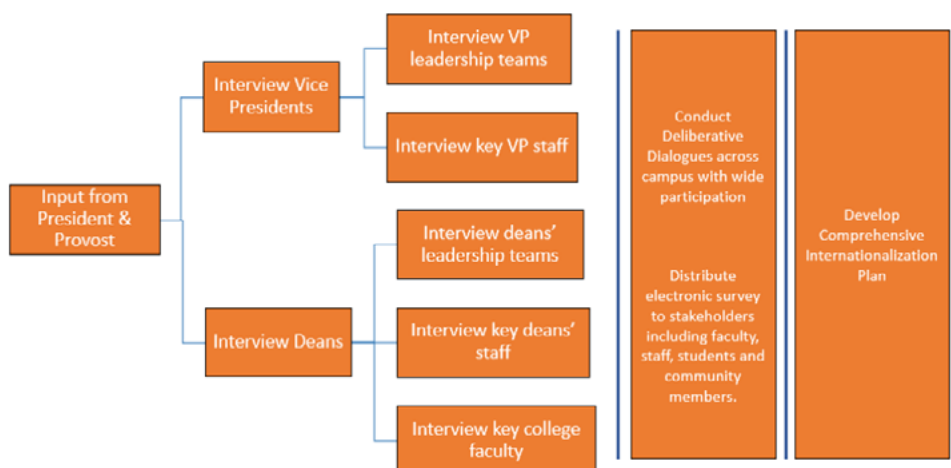 Input from
President &
Provost
Interview Vice
Presidents
Interview VP
leadership teams
Interview key VP staff
Interview Deans
Interview deans'
leadership teams
Interview key deans'
staff
Interview key college
faculty
Conduct
Deliberative
Dialogues across
campus with wide
participation
Distribute
electronic survey
to stakeholders
including faculty,
staff, students and
community
members.
Develop
Comprehensive
Internationalization
Plan